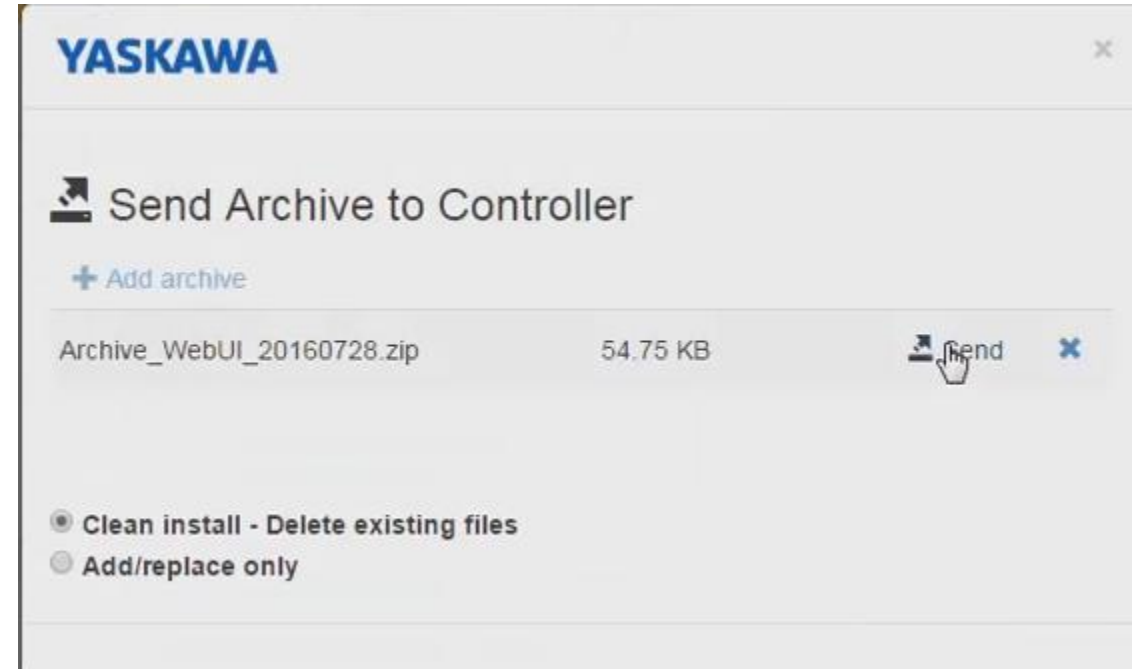 YASKAWA
Send Archive to Controller
Add archive
Archive_WebUI_20160728.zip 54.75 KB Send
Clean install - Delete existing files
Add/replace only